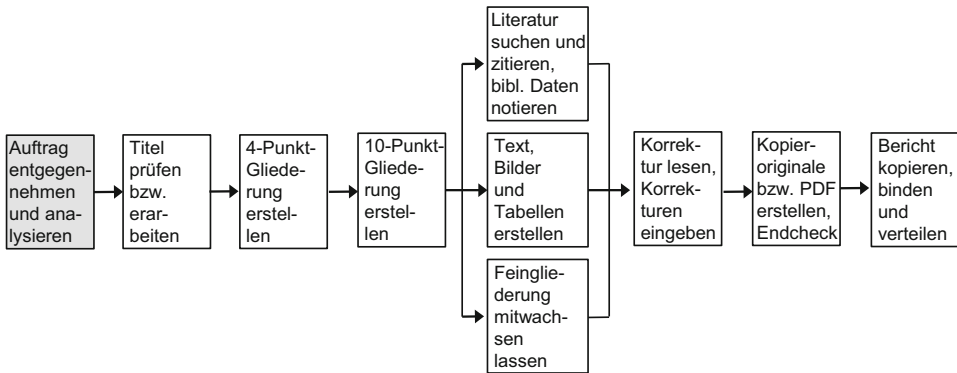 Auftrag
entgegen-
nehmen
und ana-
lysieren
Titel
prüfen
bzw.
erar-
beiten
4-Punkt-
Gliede-
rung
erstel-
len
10-Punkt-
Gliede-
rung
erstel-
len
Literatur
suchen und
zitieren,
bibl. Daten
notieren
Text,
Bilder
und
Tabellen
erstellen
Feinglie-
derung
mitwach-
sen
lassen
Korrek-
tur lesen,
Korrek-
turen
eingeben
Kopier-
originale
bzw. PDF
erstellen,
Endcheck
Bericht
kopieren,
binden
und
verteilen